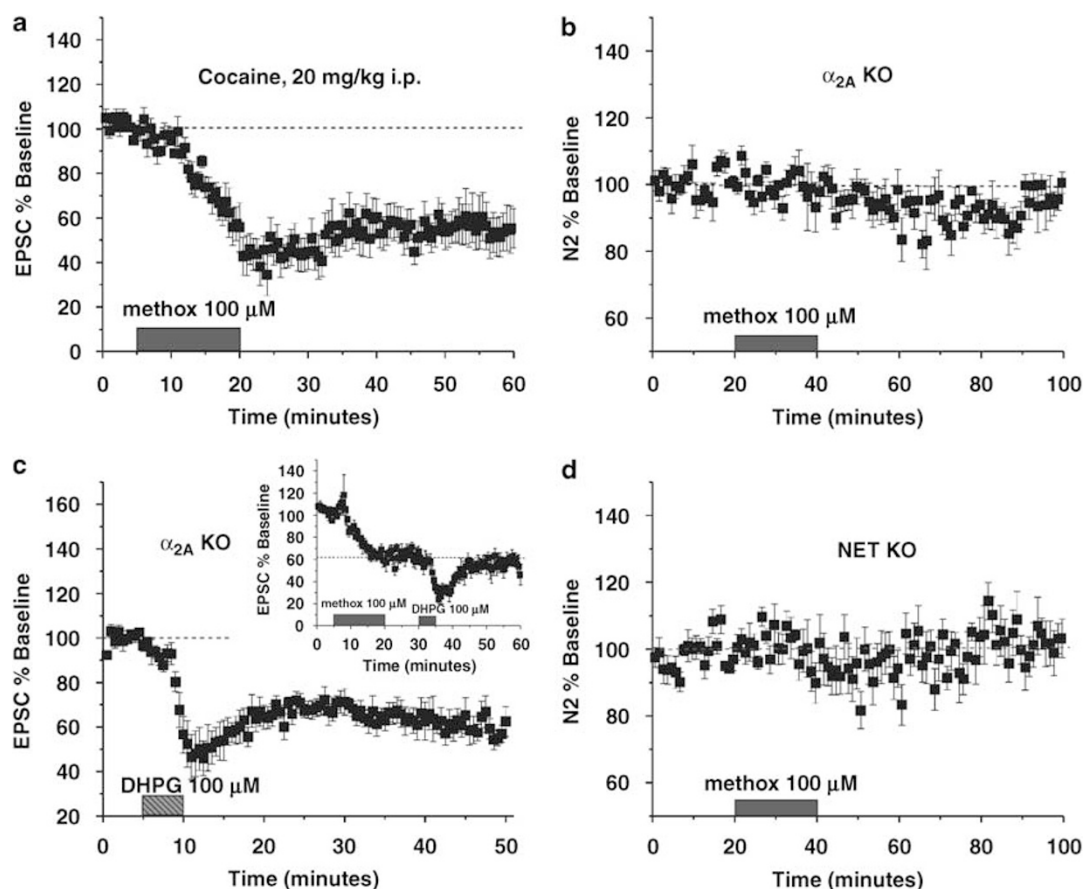 a
140
120
100
80
60
40
20
0
EPSC % Baseline
Cocaine, 20 mg/kg i.p.
methox 100 μM
0 10 20 30 40 50 60
Time (minutes)
b
140
120
100
80
60
N2 % Baseline
α2A KO
methox 100 μM
0 20 40 60 80 100
Time (minutes)
c
160
140
120
100
80
60
40
20
EPSC % Baseline
α2A KO
DHPG 100 μM
0 10 20 30 40 50
Time (minutes)
140
120
100
80
60
40
20
0
EPSC % Baseline
methox 100 μM
DHPG 100 μM
0 10 20 30 40 50 60
Time (minutes)
d
140
120
100
80
60
N2 % Baseline
NET KO
methox 100 μM
0 20 40 60 80 100
Time (minutes)